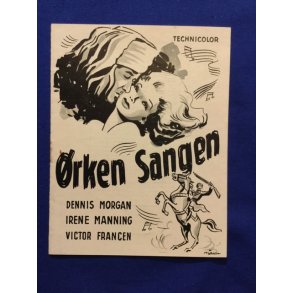 TECHNICOLOR
Ørken Sangen
DENNIS MORGAN
IRENE MANNING
VICTOR FRANCEN